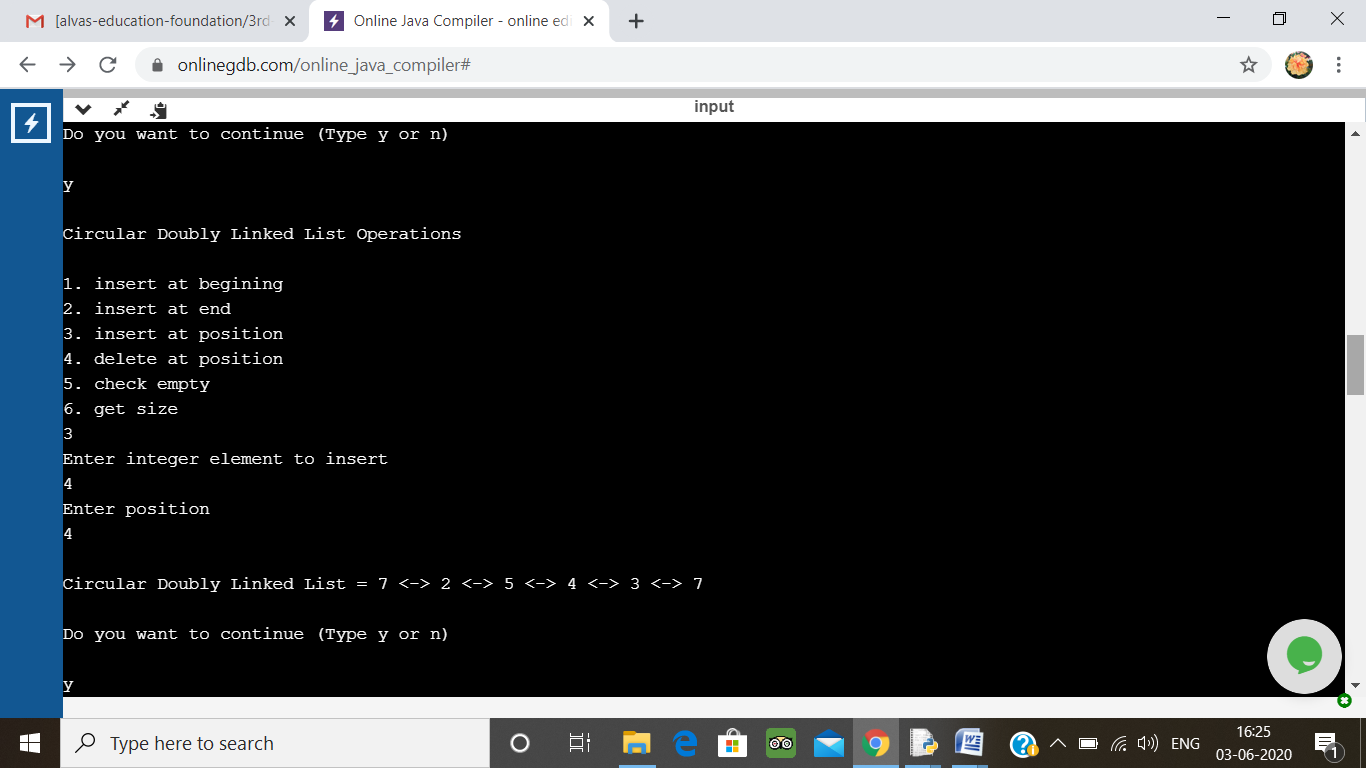 [alvas-education-foundation/3rd
Online Java Compiler - online edi
onlinegdb.com/online_java_compiler#
input
Do you want to continue (Type y or n)
y
Circular Doubly Linked List Operations
1. insert at begining
2. insert at end
3. insert at position
4. delete at position
5. check empty
6. get size
3
Enter integer element to insert
4
Enter position
4
Circular Doubly Linked List = 7 <-> 2 <-> 5 <-> 4 <-> 3 <-> 7
Do you want to continue (Type y or n)
y
Type here to search
ENG
16:25
03-06-2020
1